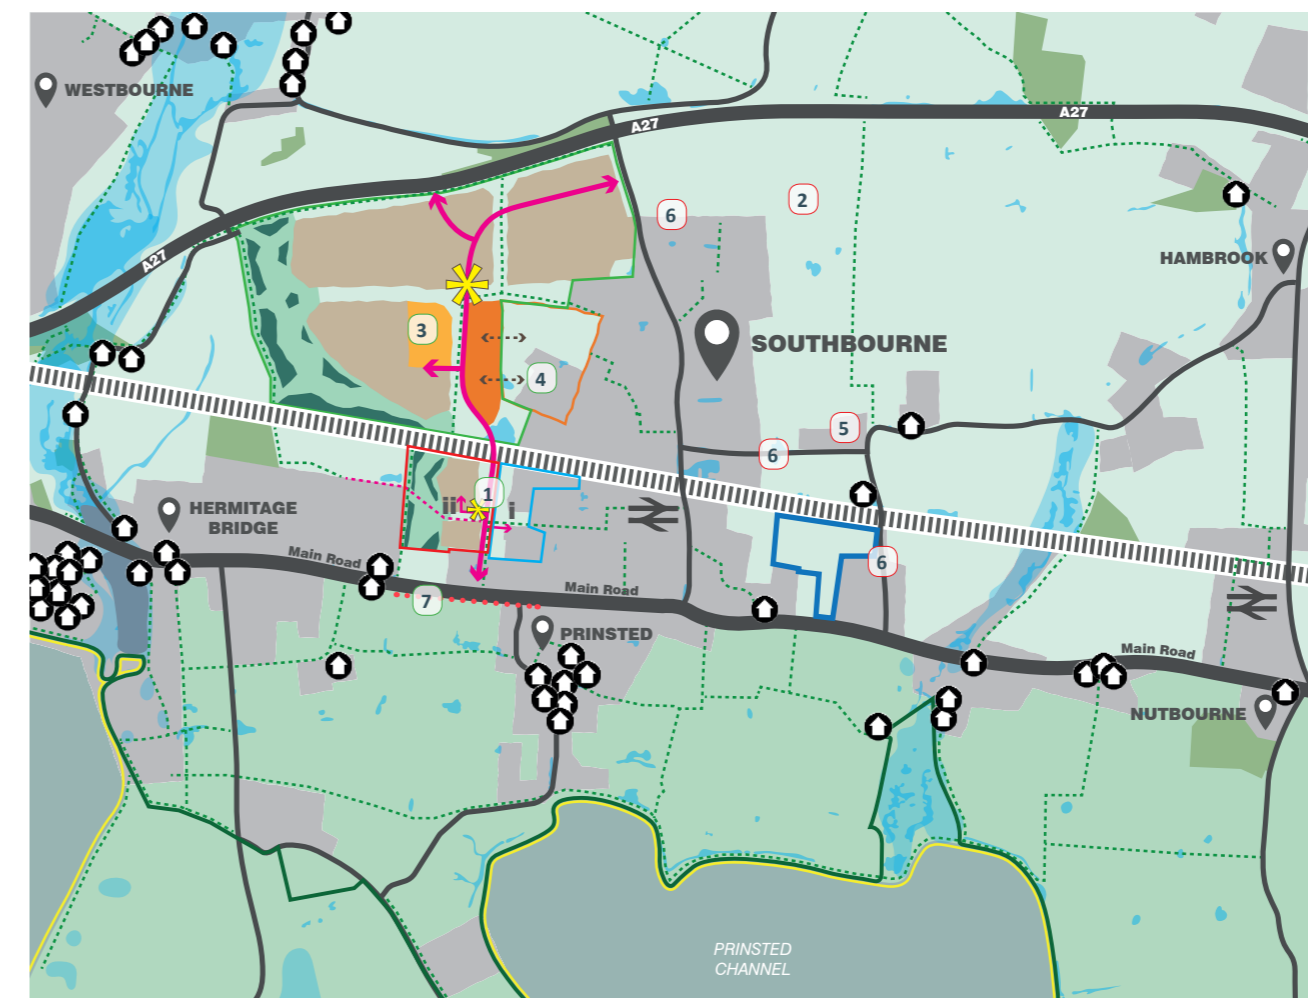 WESTBOURNE
A27
A27
A27
6
2
HAMBROOK
3
SOUTHBOURNE
4
5
6
1
ii
i
HERMITAGE
BRIDGE
Main Road
6
7
Main Road
PRINSTED
Main Road
NUTBOURNE
PRINSTED
CHANNEL